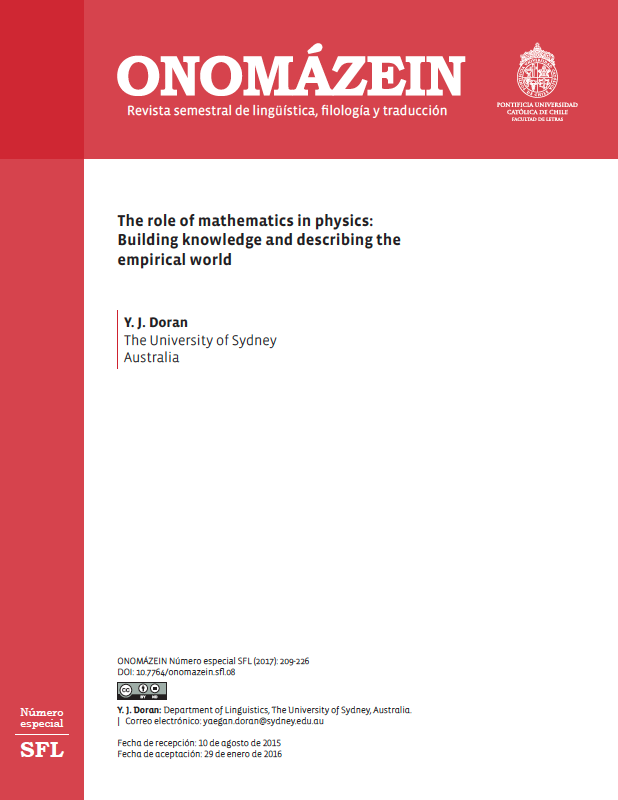 ONOMÁZEIN
Revista semestral de lingüística, filología y traducción
PONTIFICIA UNIVERSIDAD
CATÓLICA DE CHILE
FACULTAD DE LETRAS
The role of mathematics in physics:
Building knowledge and describing the
empirical world
Y. J. Doran
The University of Sydney
Australia
ONOMÁZEIN Número especial SFL (2017): 209-226
DOI: 10.7764/onomazein.sfl.08
cc
BY ND
Y. J. Doran: Department of Linguistics, The University of Sydney, Australia.
| Correo electrónico: yaegan.doran@sydney.edu.au
Fecha de recepción: 10 de agosto de 2015
Fecha de aceptación: 29 de enero de 2016
Número
especial
SFL